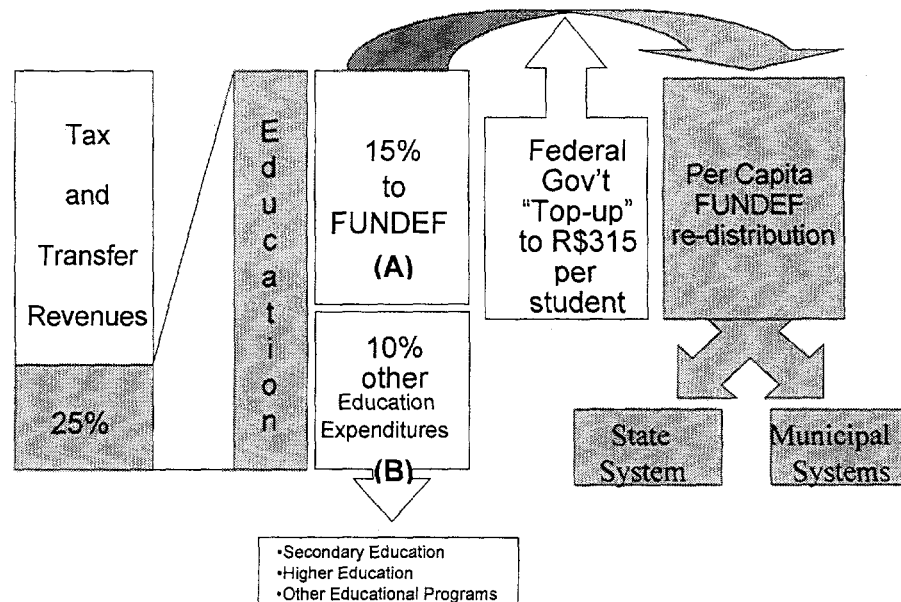 Tax
and
Transfer
Revenues
25%
Education
15%
to
FUNDEF
(A)
10%
other
Education
Expenditures
(B)
•Secondary Education
•Higher Education
•Other Educational Programs
Federal
Gov't
"Top-up"
to R$315
per
student
Per Capita
FUNDEF
re-distribution
State
System
Municipal
Systems